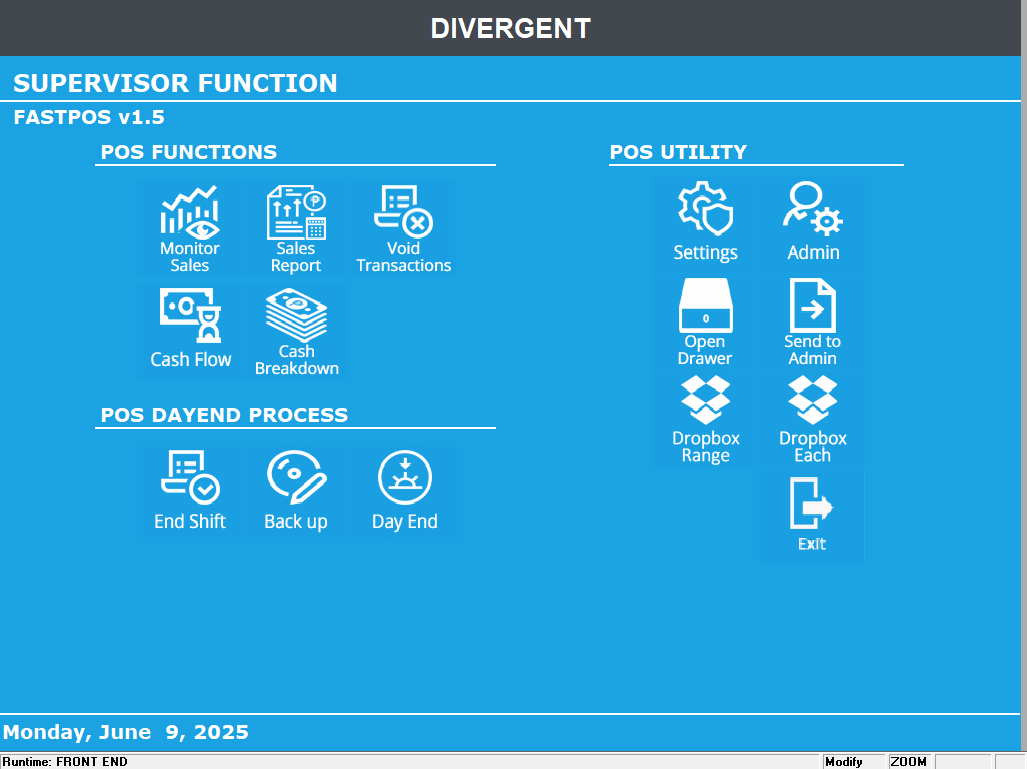 DIVERGENT
SUPERVISOR FUNCTION
FASTPOS v1.5
POS FUNCTIONS
Monitor
Sales
Sales
Report
Void
Transactions
Cash Flow
Cash
Breakdown
POS DAYEND PROCESS
End Shift
Back up
Day End
POS UTILITY
Settings
Admin
0
Open
Drawer
Send to
Admin
Dropbox
Range
Dropbox
Each
Exit
Monday, June 9, 2025
Runtime: FRONT END
Modify
ZOOM